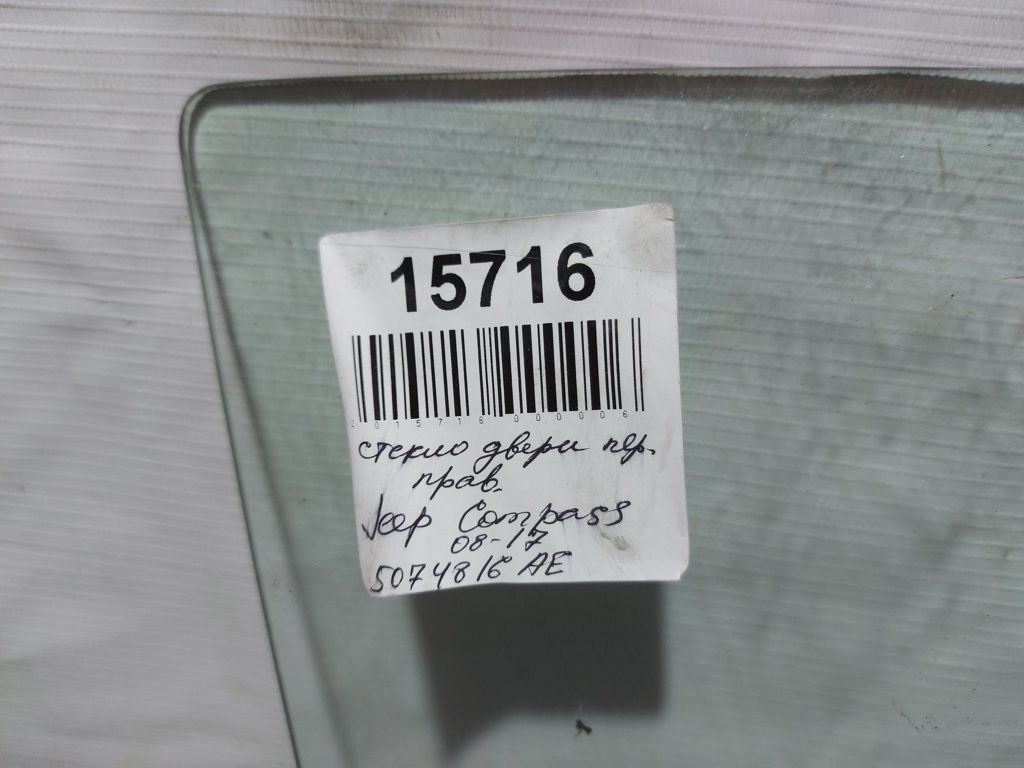 15716
2015716000006
стекло двери пер.
прав.
Jeep Compass
08-17
5074816 AE